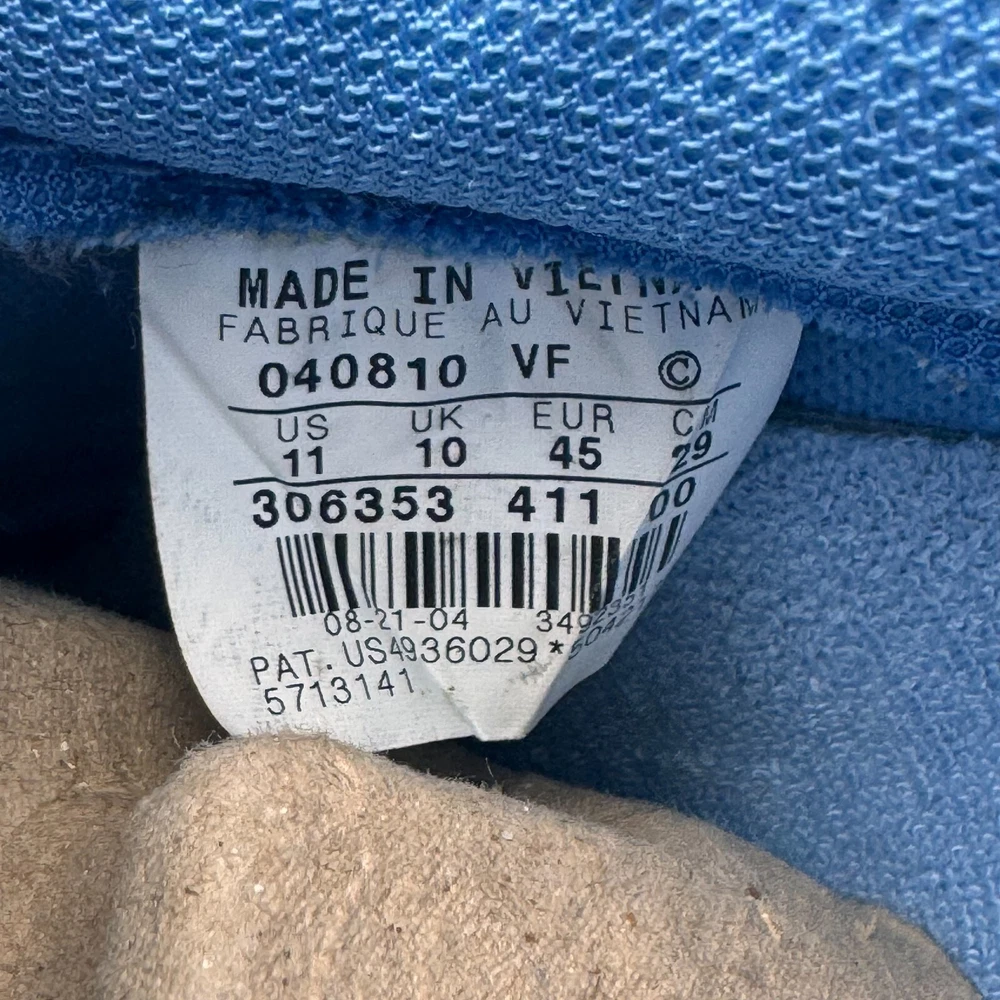 MADE IN VIETNA
FABRIQUE AU VIETNAM
040810 VF ©
US UK EUR CM
11 10 45 29
306353 411 00
08-21-04
PAT. US4936029 *
5713141